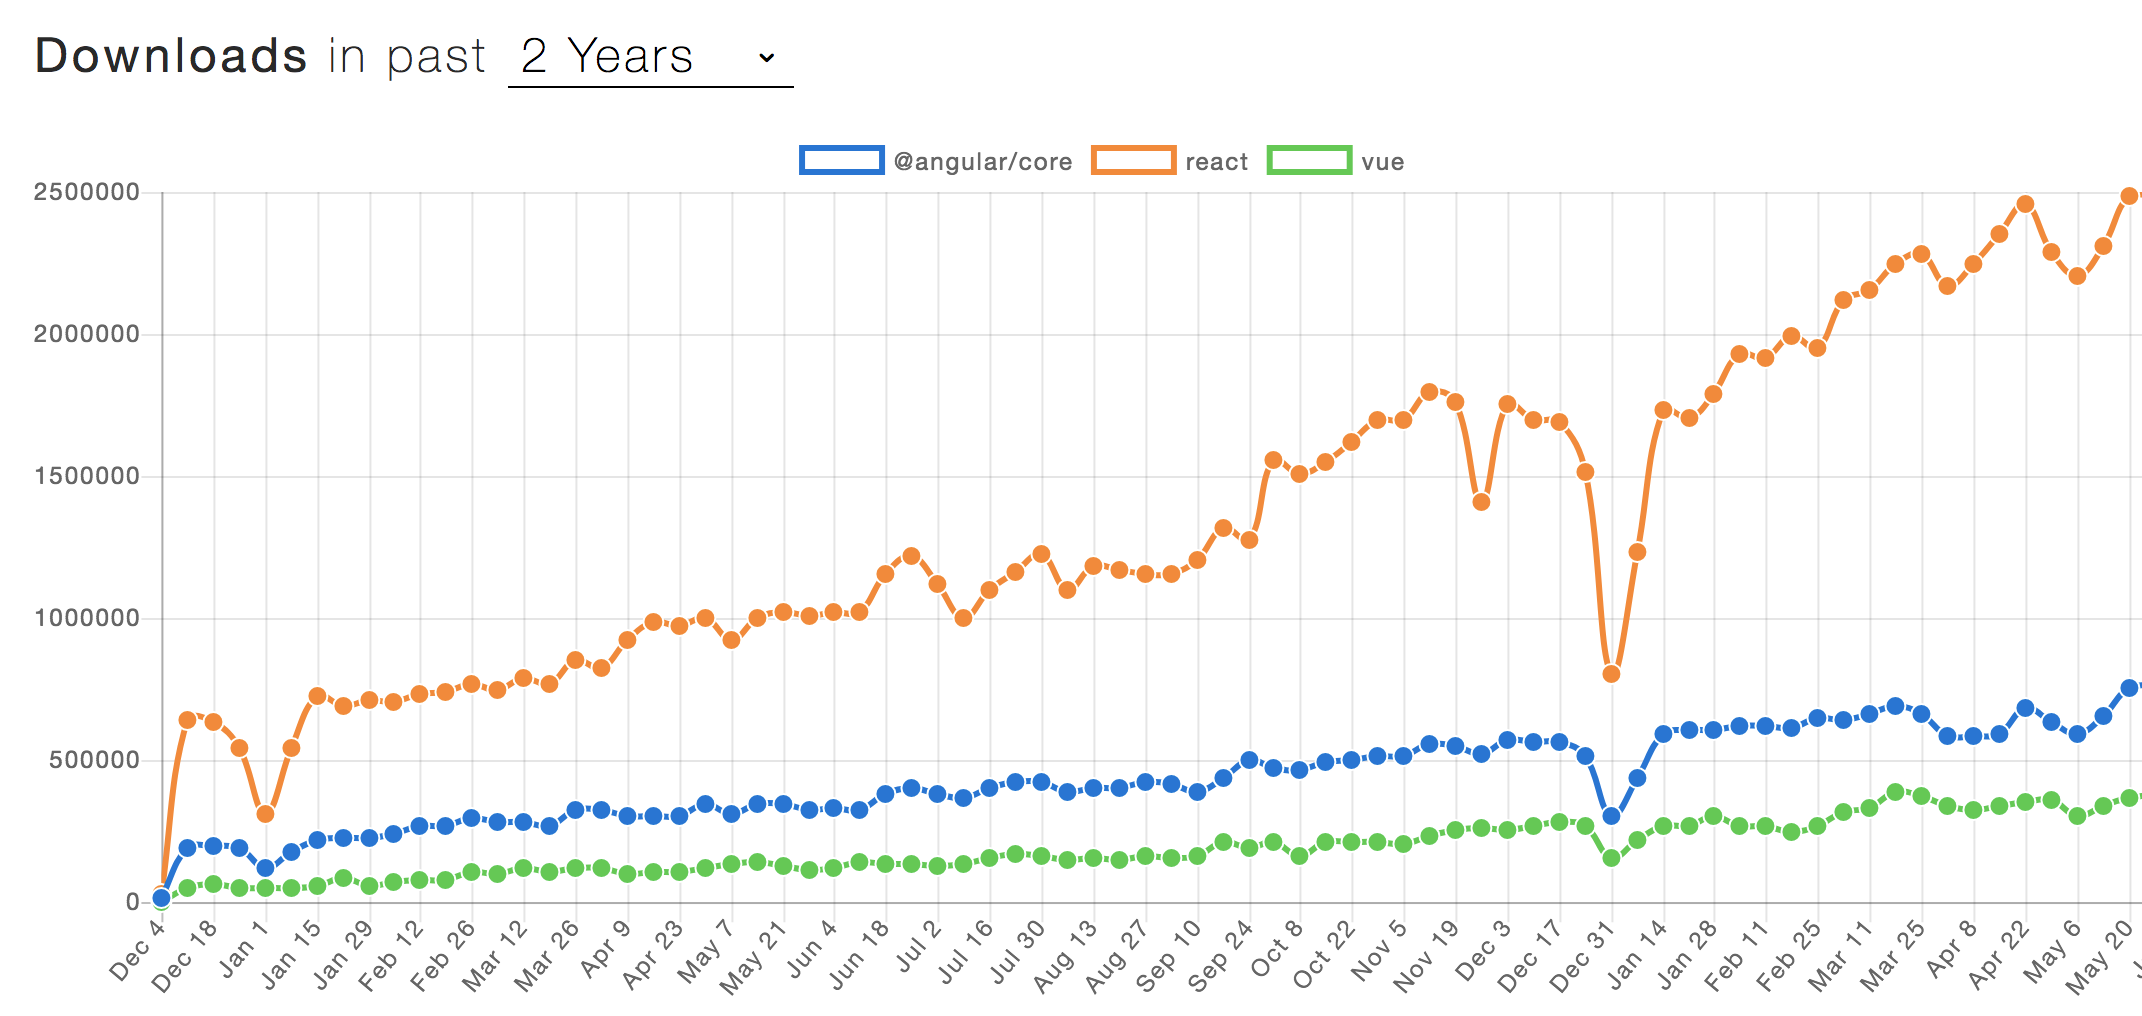 Downloads in past 2 Years
@angular/core react vue
2500000
2000000
1500000
1000000
500000
0
Dec 4 Dec 18 Jan 1 Jan 15 Jan 29 Feb 12 Feb 26 Mar 12 Mar 26 Apr 9 Apr 23 May 7 May 21 Jun 4 Jun 18 Jul 2 Jul 16 Jul 30 Aug 13 Aug 27 Sep 10 Sep 24 Oct 8 Oct 22 Nov 5 Nov 19 Dec 3 Dec 17 Dec 31 Jan 14 Jan 28 Feb 11 Feb 25 Mar 11 Mar 25 Apr 8 Apr 22 May 6 May 20